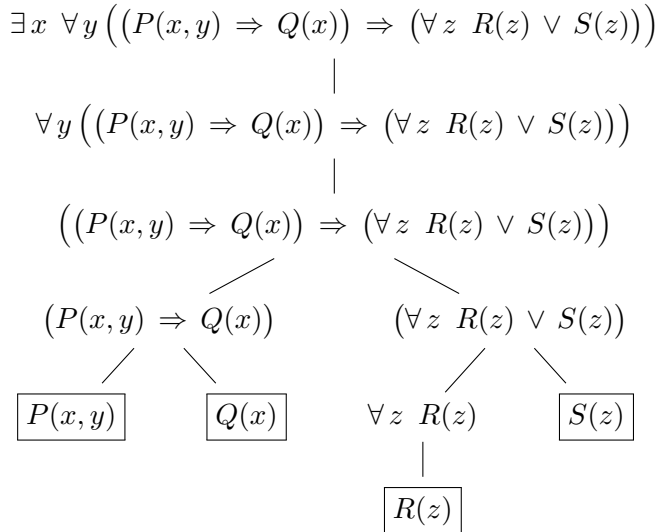 ∃x ∀y((P(x, y) ⇒ Q(x)) ⇒ (∀z R(z) ∨ S(z)))
∀y((P(x, y) ⇒ Q(x)) ⇒ (∀z R(z) ∨ S(z)))
((P(x, y) ⇒ Q(x)) ⇒ (∀z R(z) ∨ S(z)))
(P(x, y) ⇒ Q(x)) (∀z R(z) ∨ S(z))
P(x, y) Q(x) ∀z R(z) S(z)
R(z)